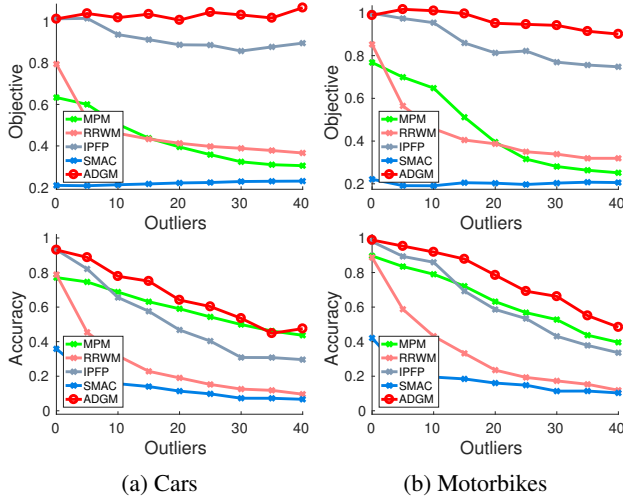 1
0.8
0.6
0.4
0.2
Objective
MPM
RRWM
IPFP
SMAC
ADGM
0 10 20 30 40
Outliers
1
0.8
0.6
0.4
0.2
Objective
MPM
RRWM
IPFP
SMAC
ADGM
0 10 20 30 40
Outliers
1
0.8
0.6
0.4
0.2
0
Accuracy
MPM
RRWM
IPFP
SMAC
ADGM
0 10 20 30 40
Outliers
1
0.8
0.6
0.4
0.2
0
Accuracy
MPM
RRWM
IPFP
SMAC
ADGM
0 10 20 30 40
Outliers
(a) Cars
(b) Motorbikes